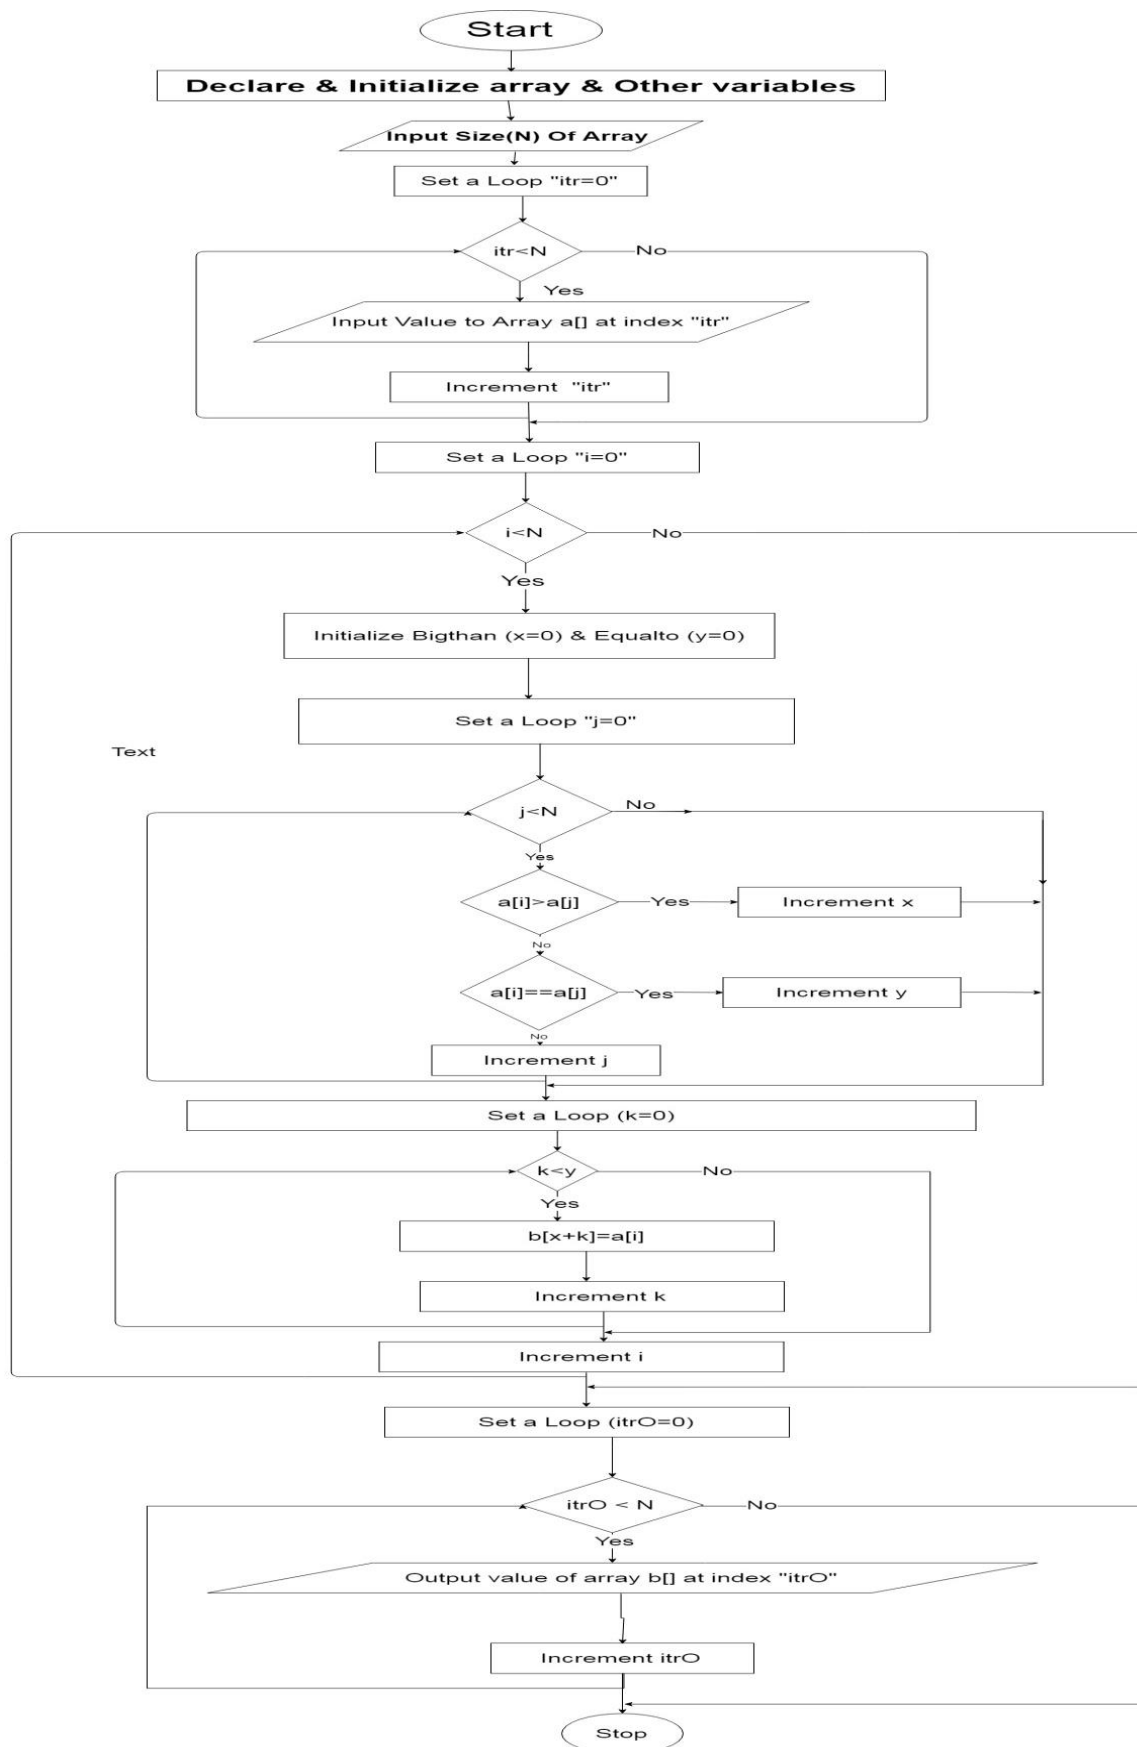 Start
Declare & Initialize array & Other variables
Input Size(N) Of Array
Set a Loop "itr=0"
itr<N
No
Yes
Input Value to Array a[] at index "itr"
Increment "itr"
Set a Loop "i=0"
i<N
No
Yes
Initialize Bigthan (x=0) & Equalto (y=0)
Set a Loop "j=0"
Text
j<N
No
Yes
a[i]>a[j]
Yes
Increment x
No
a[i]==a[j]
Yes
Increment y
No
Increment j
Set a Loop (k=0)
k<y
No
Yes
b[x+k]=a[i]
Increment k
Increment i
Set a Loop (itrO=0)
itrO < N
No
Yes
Output value of array b[] at index "itrO"
Increment itrO
Stop